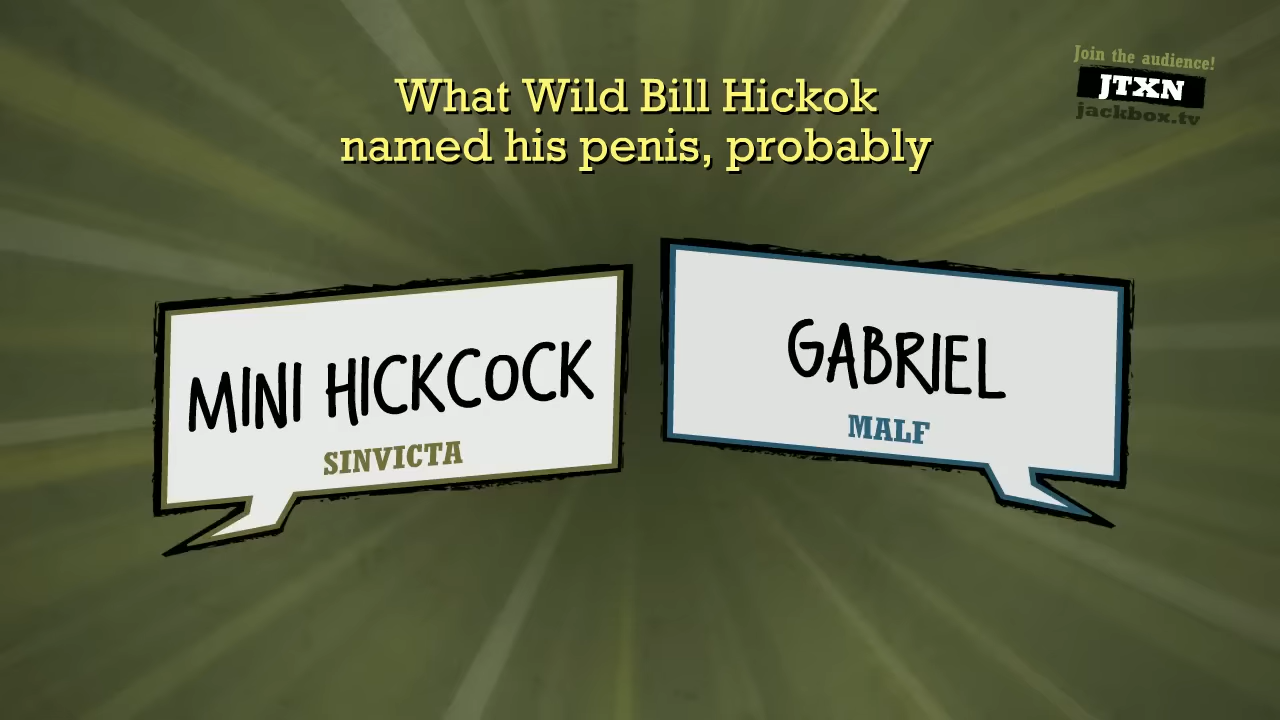 Join the audience!
JTXN
jackbox.tv
What Wild Bill Hickok
named his penis, probably
MINI HICKCOCK
SINVICTA
GABRIEL
MALF